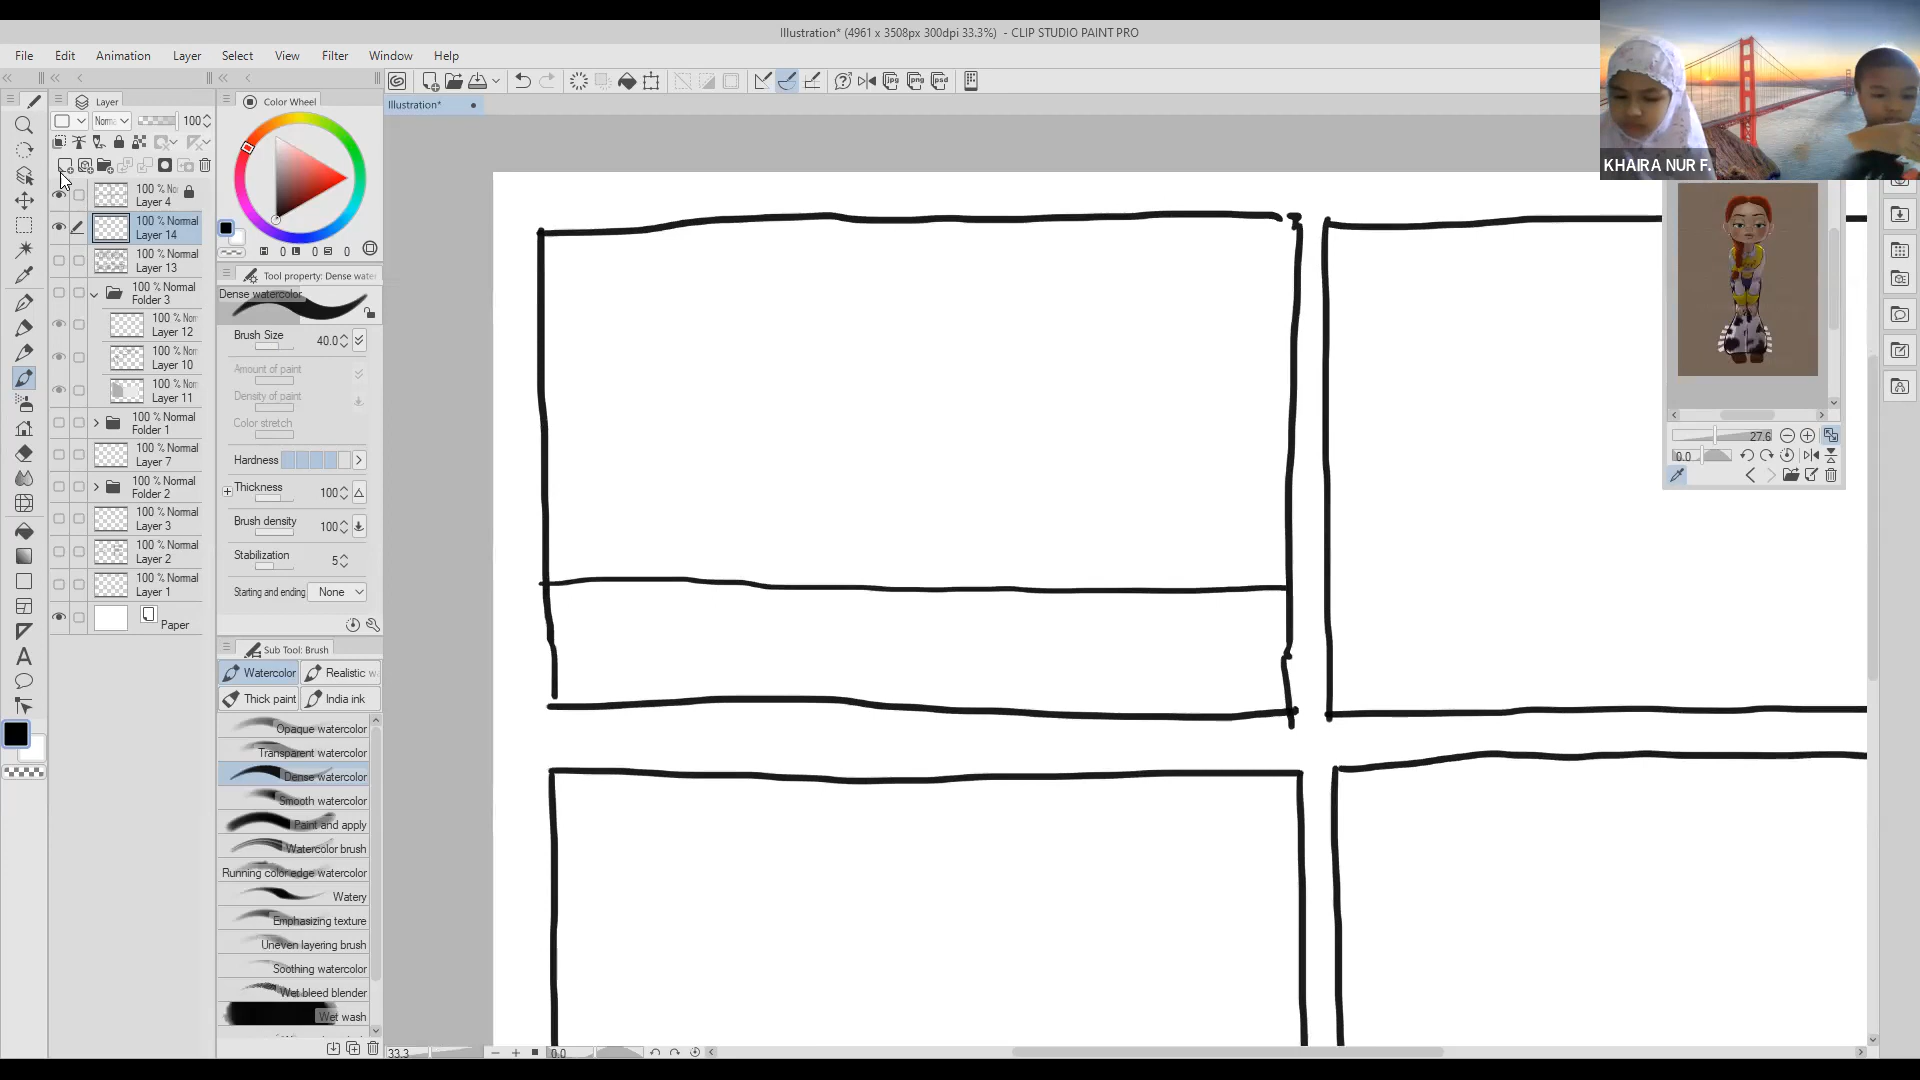 Illustration* (4961 x 3508px 300dpi 33.3%) - CLIP STUDIO PAINT PRO
File Edit Animation Layer Select View Filter Window Help
KHAIRA NUR F.
Illustration*
Layer
Norma 100
100 % No
Layer 4
100 % Normal
Layer 14
100 % Normal
Layer 13
100 % Normal
Folder 3
100 % Non
Layer 12
100 % Non
Layer 10
100 % Non
Layer 11
100 % Normal
Folder 1
100 % Normal
Layer 7
100 % Normal
Folder 2
100 % Normal
Layer 3
100 % Normal
Layer 2
100 % Normal
Layer 1
Paper
Color Wheel
H 0 L 0 S 0
Tool property: Dense water
Dense watercolor
Brush Size 40.0
Amount of paint
Density of paint
Color stretch
Hardness
Thickness 100
Brush density 100
Stabilization 5
Starting and ending None
Sub Tool: Brush
Watercolor Realistic w
Thick paint India ink
Opaque watercolor
Transparent watercolor
Dense watercolor
Smooth watercolor
Paint and apply
Watercolor brush
Running color edge watercolor
Watery
Emphasizing texture
Uneven layering brush
Soothing watercolor
Wet bleed blender
Wet wash
33.3 0.0
27.6
0.0